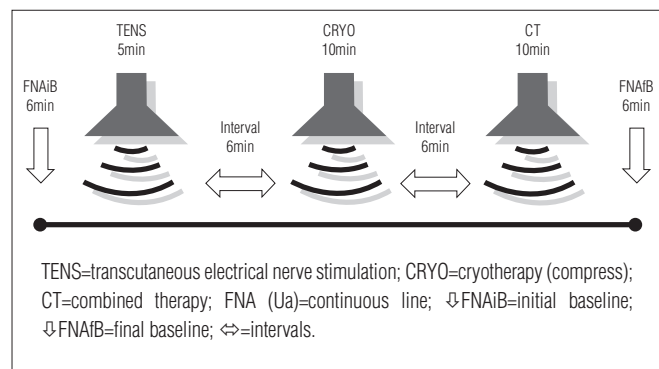 TENS
5min
CRYO
10min
CT
10min
FNAiB
6min
FNAfB
6min
Interval
6min
Interval
6min
TENS=transcutaneous electrical nerve stimulation; CRYO=cryotherapy (compress);
CT=combined therapy; FNA (Ua)=continuous line; ⇩FNAiB=initial baseline;
⇩FNAfB=final baseline; ⇔=intervals.